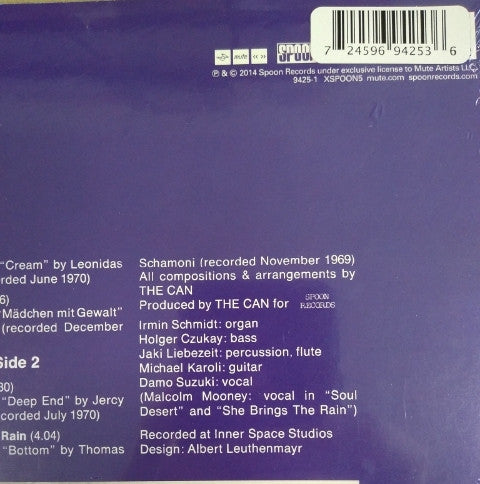 7 24596 94253 6
mute SPOON
℗ & © 2014 Spoon Records under exclusive license to Mute Artists LLC.
9425-1 XSPOON5 mute.com spoonrecords.com
"Cream" by Leonidas
rded June 1970)
6)
Mädchen mit Gewalt"
(recorded December
Side 2
30)
"Deep End" by Jercy
corded July 1970)
Rain (4.04)
"Bottom" by Thomas
Schamoni (recorded November 1969)
All compositions & arrangements by
THE CAN
Produced by THE CAN for SPOON RECORDS
Irmin Schmidt: organ
Holger Czukay: bass
Jaki Liebezeit: percussion, flute
Michael Karoli: guitar
Damo Suzuki: vocal
(Malcolm Mooney: vocal in "Soul
Desert" and "She Brings The Rain")
Recorded at Inner Space Studios
Design: Albert Leuthenmayr